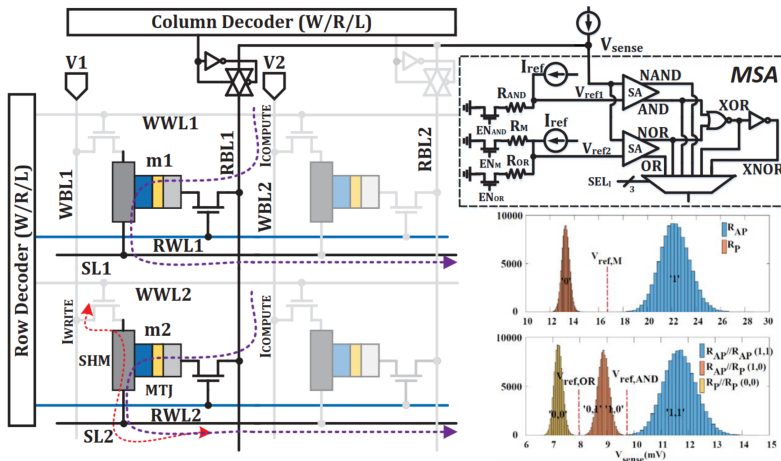 Column Decoder (W/R/L)
Row Decoder (W/R/L)
V1
V2
WWL1
WBL1
m1
RBL1
ICOMPUTE
WBL2
RBL2
RWL1
SL1
WWL2
IWRITE
m2
ICOMPUTE
SHM
MTJ
RWL2
SL2
Vsense
MSA
Iref
RAND
Vref1
ENAND
RM
Iref
ENM
ROR
Vref2
ENOR
SA
NAND
AND
SA
NOR
OR
XOR
XNOR
SELI
3
10000
5000
0
Vref,M
'0'
'1'
RAP
RP
10 12 14 16 18 20 22 24 26 28 30
10000
5000
0
Vref,OR
Vref,AND
'0,0'
'0,1'
'1,0'
'1,1'
RAP//RAP (1,1)
RAP//RP (1,0)
RP//RP (0,0)
6 7 8 9 10 11 12 13 14 15
Vsense(mV)